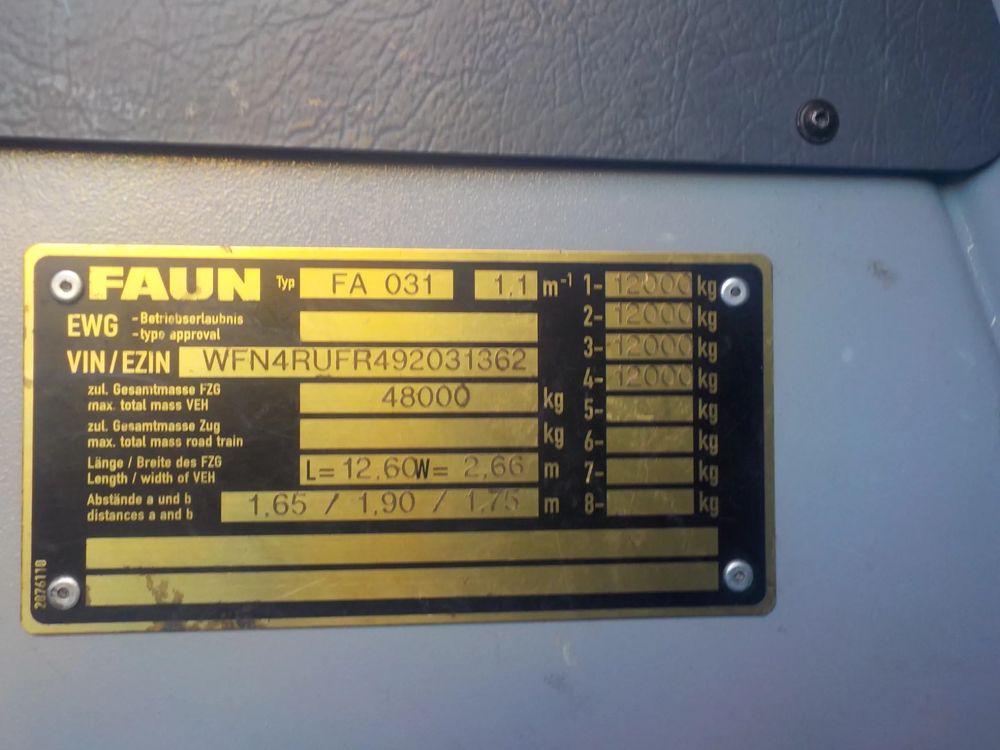 FAUN Typ FA 031 1,1 m⁻¹ 1- 12000 kg
EWG -Betriebserlaubnis
-type approval
2- 12000 kg
VIN/EZIN WFN4RUFR492031362 3- 12000 kg
zul. Gesamtmasse FZG
max. total mass VEH
48000 kg 4- 12000 kg
5- kg
zul. Gesamtmasse Zug
max. total mass road train
kg 6- kg
Länge / Breite des FZG
Length / width of VEH
L= 12,60 W= 2,66 m 7- kg
Abstände a und b
distances a and b
1,65 / 1,90 / 1,75 m 8- kg
2076110